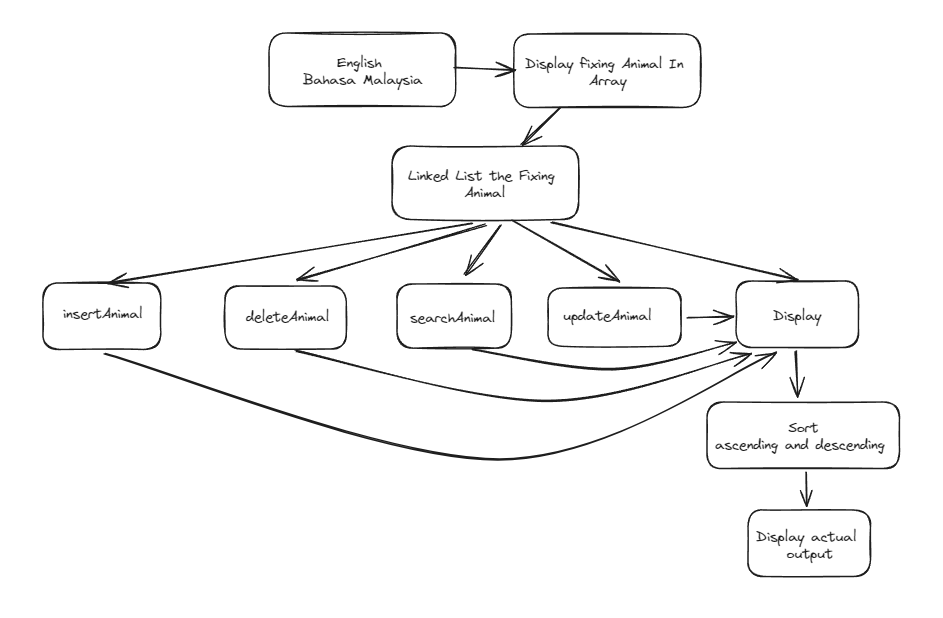 English
Bahasa Malaysia
Display fixing Animal In
Array
Linked List the Fixing
Animal
insertAnimal
deleteAnimal
searchAnimal
updateAnimal
Display
Sort
ascending and descending
Display actual
output